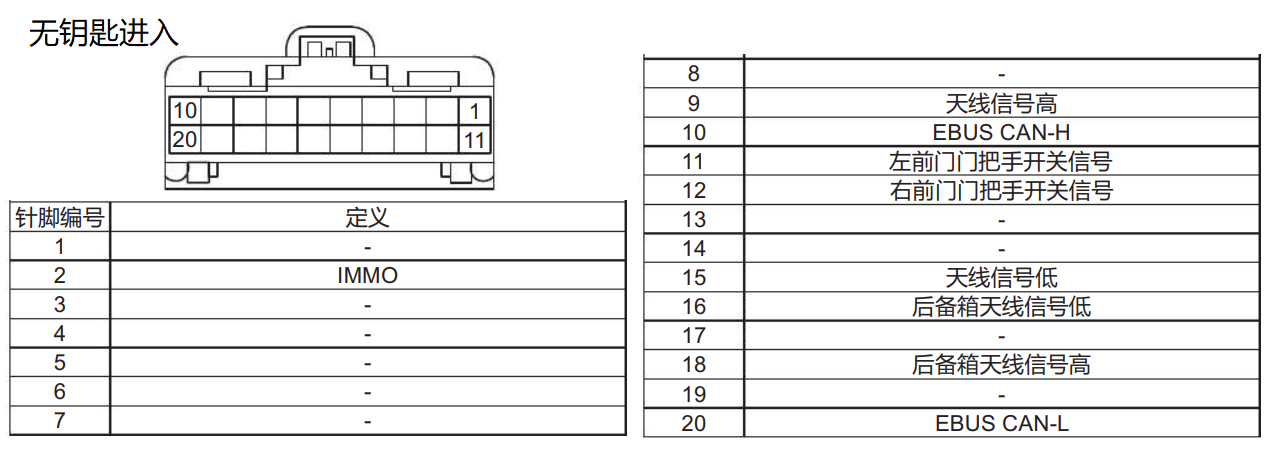 无钥匙进入
10 1
20 11
针脚编号 定义
1 -
2 IMMO
3 -
4 -
5 -
6 -
7 -
8 -
9 天线信号高
10 EBUS CAN-H
11 左前门门把手开关信号
12 右前门门把手开关信号
13 -
14 -
15 天线信号低
16 后备箱天线信号低
17 -
18 后备箱天线信号高
19 -
20 EBUS CAN-L